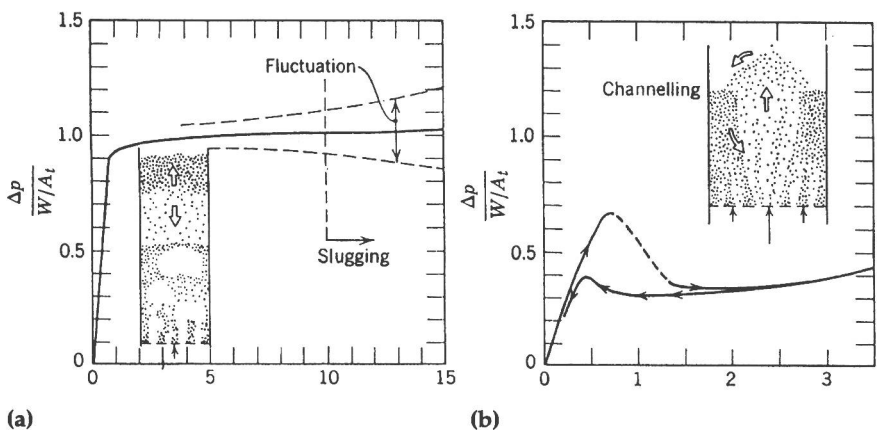 1.5
Fluctuation
1.0
Δp
W/A_t
0.5
Slugging
0
0
5
10
15
(a)
1.5
Channelling
1.0
Δp
W/A_t
0.5
0
0
1
2
3
(b)